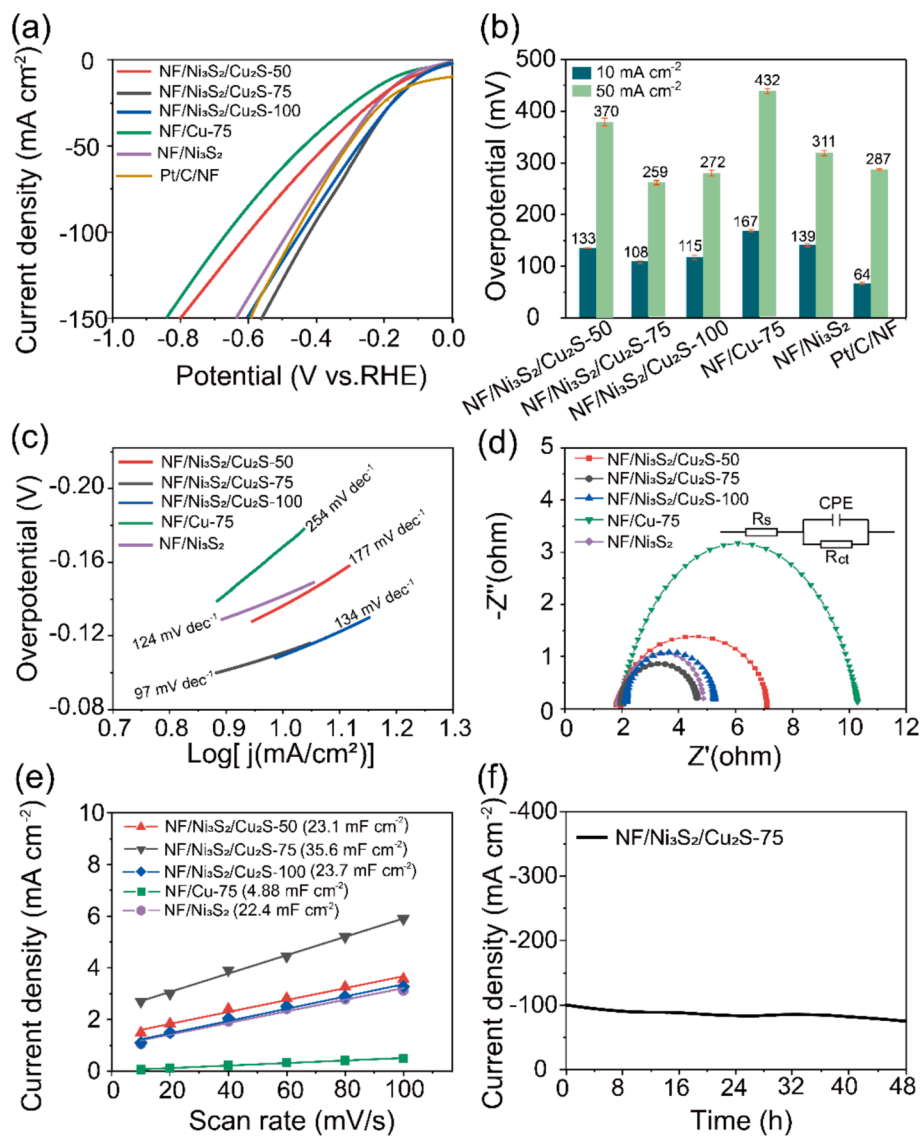 (a)
Current density (mA cm⁻²)
0
-50
-100
-150
-1.0
-0.8
-0.6
-0.4
-0.2
0.0
Potential (V vs.RHE)
NF/Ni₃S₂/Cu₂S-50
NF/Ni₃S₂/Cu₂S-75
NF/Ni₃S₂/Cu₂S-100
NF/Cu-75
NF/Ni₃S₂
Pt/C/NF
(b)
Overpotential (mV)
500
400
300
200
100
0
10 mA cm⁻²
50 mA cm⁻²
370
133
259
108
272
115
432
167
311
139
287
64
NF/Ni₃S₂/Cu₂S-50
NF/Ni₃S₂/Cu₂S-75
NF/Ni₃S₂/Cu₂S-100
NF/Cu-75
NF/Ni₃S₂
Pt/C/NF
(c)
Overpotential (V)
-0.20
-0.16
-0.12
-0.08
0.7
0.8
0.9
1.0
1.1
1.2
1.3
Log[ j(mA/cm²)]
NF/Ni₃S₂/Cu₂S-50
NF/Ni₃S₂/Cu₂S-75
NF/Ni₃S₂/Cu₂S-100
NF/Cu-75
NF/Ni₃S₂
254 mV dec⁻¹
177 mV dec⁻¹
124 mV dec⁻¹
134 mV dec⁻¹
97 mV dec⁻¹
(d)
-Z''(ohm)
-5
4
3
2
1
0
0
2
4
6
8
10
12
Z'(ohm)
NF/Ni₃S₂/Cu₂S-50
NF/Ni₃S₂/Cu₂S-75
NF/Ni₃S₂/Cu₂S-100
NF/Cu-75
NF/Ni₃S₂
Rs
CPE
Rct
(e)
Current density (mA cm⁻²)
10
8
6
4
2
0
0
20
40
60
80
100
Scan rate (mV/s)
NF/Ni₃S₂/Cu₂S-50 (23.1 mF cm⁻²)
NF/Ni₃S₂/Cu₂S-75 (35.6 mF cm⁻²)
NF/Ni₃S₂/Cu₂S-100 (23.7 mF cm⁻²)
NF/Cu-75 (4.88 mF cm⁻²)
NF/Ni₃S₂ (22.4 mF cm⁻²)
(f)
Current density (mA cm⁻²)
-400
-300
-200
-100
0
0
8
16
24
32
40
48
Time (h)
NF/Ni₃S₂/Cu₂S-75